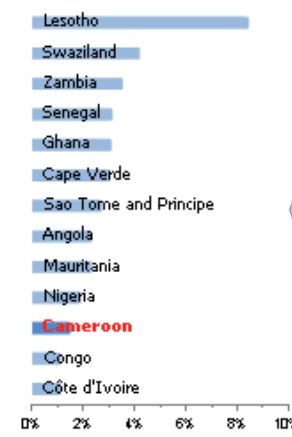 Lesotho
Swaziland
Zambia
Senegal
Ghana
Cape Verde
Sao Tome and Principe
Angola
Mauritania
Nigeria
Cameroon
Congo
Côte d'Ivoire
0% 2% 4% 6% 8% 10%